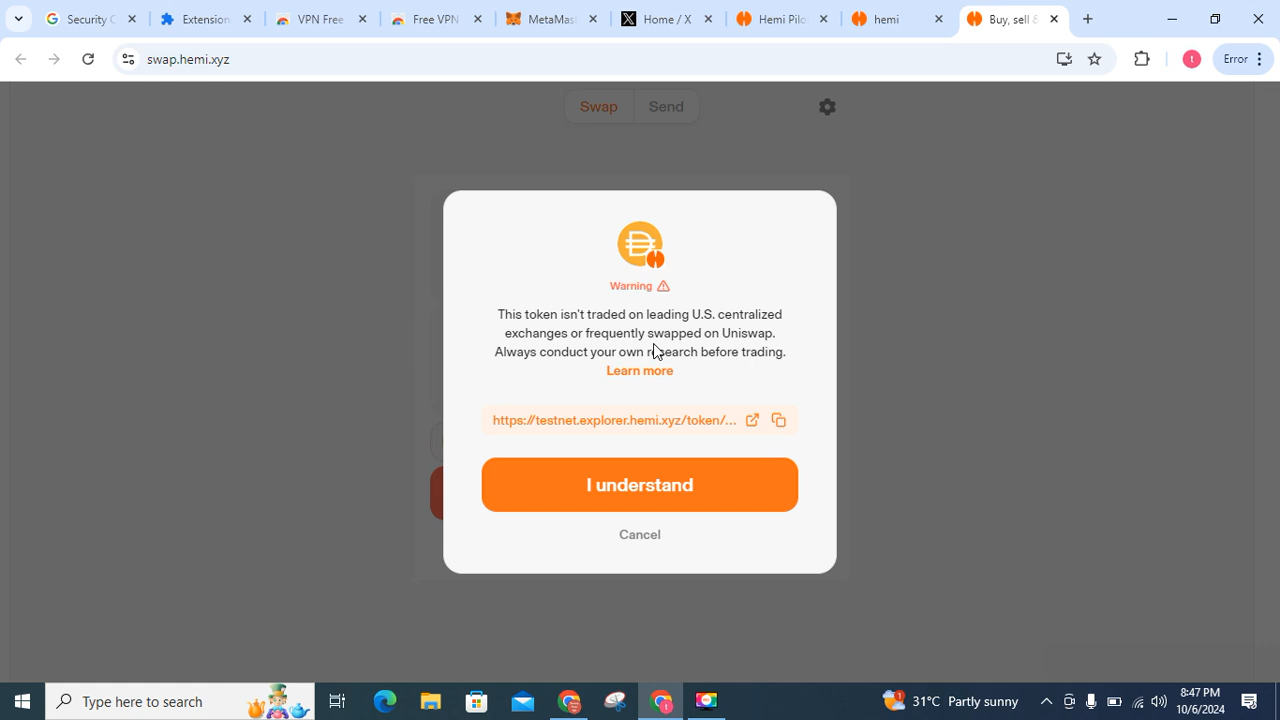 Security C
Extension
VPN Free
Free VPN
MetaMas
Home / X
Hemi Pilo
hemi
Buy, sell &
swap.hemi.xyz
Error
Swap
Send
Warning
This token isn't traded on leading U.S. centralized
exchanges or frequently swapped on Uniswap.
Always conduct your own research before trading.
Learn more
https://testnet.explorer.hemi.xyz/token/...
I understand
Cancel
Type here to search
1
31°C Partly sunny
8:47 PM
10/6/2024